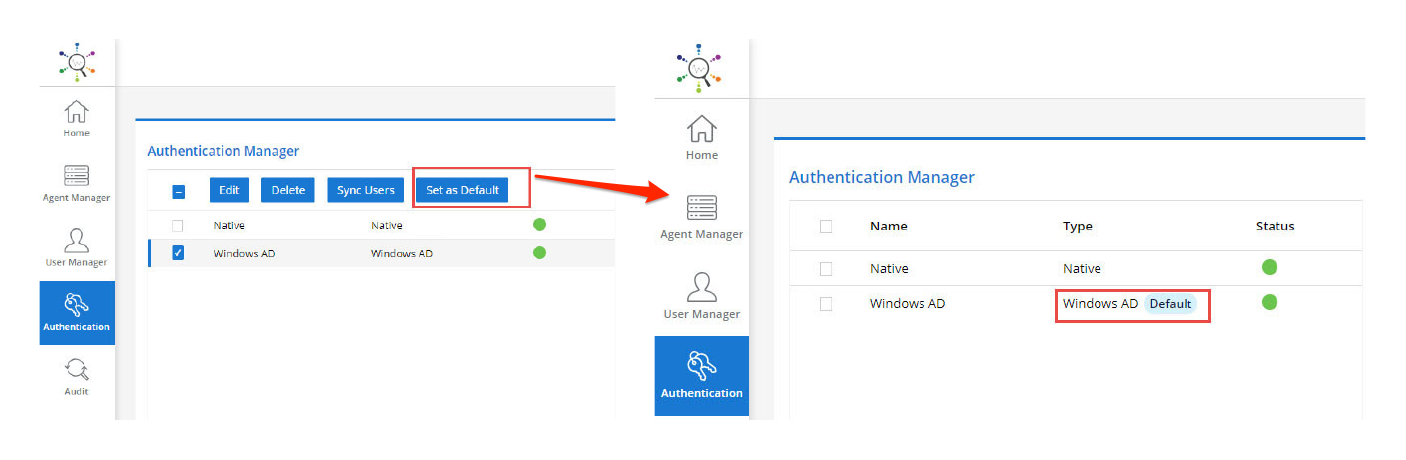 Home
Agent Manager
User Manager
Authentication
Audit
Authentication Manager
Edit Delete Sync Users Set as Default
Native Native
Windows AD Windows AD
Home
Agent Manager
User Manager
Authentication
Authentication Manager
Name Type Status
Native Native
Windows AD Windows AD Default